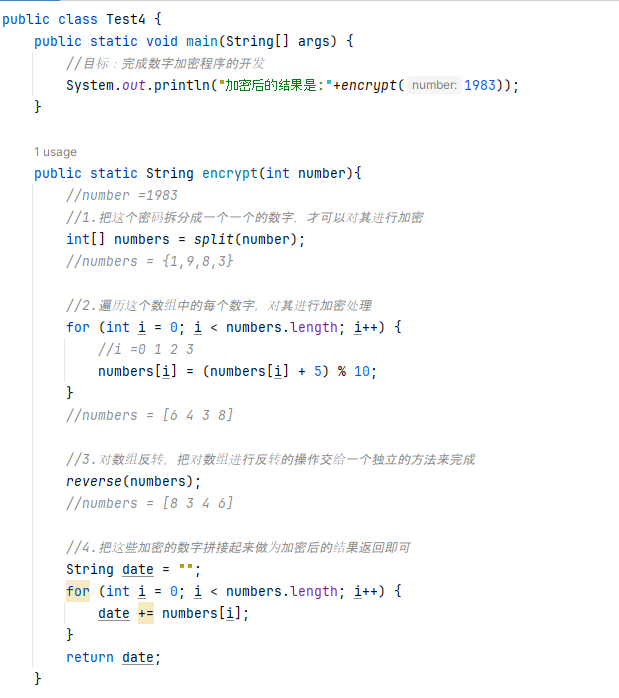 public class Test4 {
    public static void main(String[] args) {
        //目标：完成数字加密程序的开发
        System.out.println("加密后的结果是:"+encrypt( number: 1983));
    }
1 usage
    public static String encrypt(int number){
        //number =1983
        //1.把这个密码拆分成一个一个的数字，才可以对其进行加密
        int[] numbers = split(number);
        //numbers = {1,9,8,3}
        //2.遍历这个数组中的每个数字，对其进行加密处理
        for (int i = 0; i < numbers.length; i++) {
            //i =0 1 2 3
            numbers[i] = (numbers[i] + 5) % 10;
        }
        //numbers = [6 4 3 8]
        //3.对数组反转，把对数组进行反转的操作交给一个独立的方法来完成
        reverse(numbers);
        //numbers = [8 3 4 6]
        //4.把这些加密的数字拼接起来做为加密后的结果返回即可
        String date = "";
        for (int i = 0; i < numbers.length; i++) {
            date += numbers[i];
        }
        return date;
    }